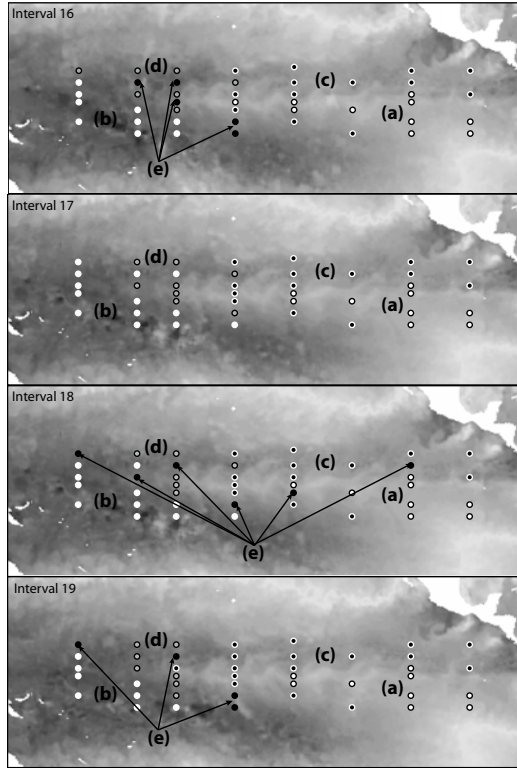 Interval 16
(d)
(c)
(b)
(a)
(e)
Interval 17
(d)
(c)
(a)
(b)
Interval 18
(d)
(c)
(b)
(a)
(e)
Interval 19
(d)
(c)
(b)
(a)
(e)